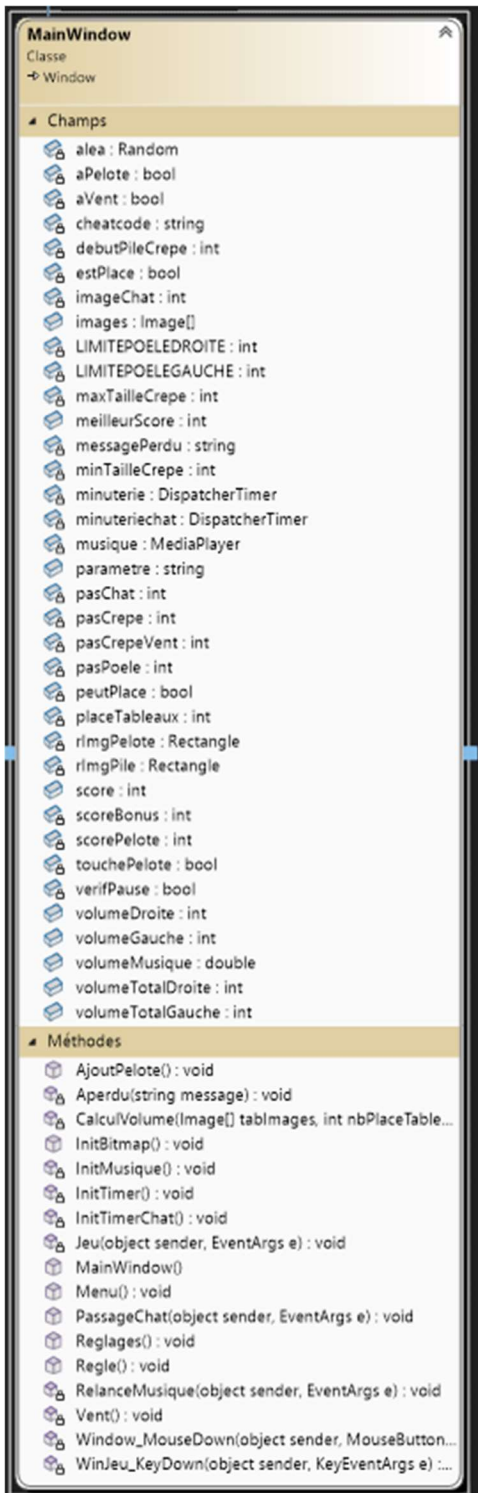 MainWindow
Classe
Window
Champs
alea : Random
aPelote : bool
aVent : bool
cheatcode : string
debutPileCrepe : int
estPlace : bool
imageChat : int
images : Image[]
LIMITEPOELEDROITE : int
LIMITEPOELEGAUCHE : int
maxTailleCrepe : int
meilleurScore : int
messagePerdu : string
minTailleCrepe : int
minuterie : DispatcherTimer
minuteriechat : DispatcherTimer
musique : MediaPlayer
parametre : string
pasChat : int
pasCrepe : int
pasCrepeVent : int
pasPoele : int
peutPlace : bool
placeTableaux : int
rImgPelote : Rectangle
rImgPile : Rectangle
score : int
scoreBonus : int
scorePelote : int
touchePelote : bool
verifPause : bool
volumeDroite : int
volumeGauche : int
volumeMusique : double
volumeTotalDroite : int
volumeTotalGauche : int
Méthodes
AjoutPelote() : void
Aperdu(string message) : void
CalculVolume(Image[] tabImages, int nbPlaceTable...
InitBitmap() : void
InitMusique() : void
InitTimer() : void
InitTimerChat() : void
Jeu(object sender, EventArgs e) : void
MainWindow()
Menu() : void
PassageChat(object sender, EventArgs e) : void
Reglages() : void
Regle() : void
RelanceMusique(object sender, EventArgs e) : void
Vent() : void
Window_MouseDown(object sender, MouseButton...
WinJeu_KeyDown(object sender, KeyEventArgs e) :...